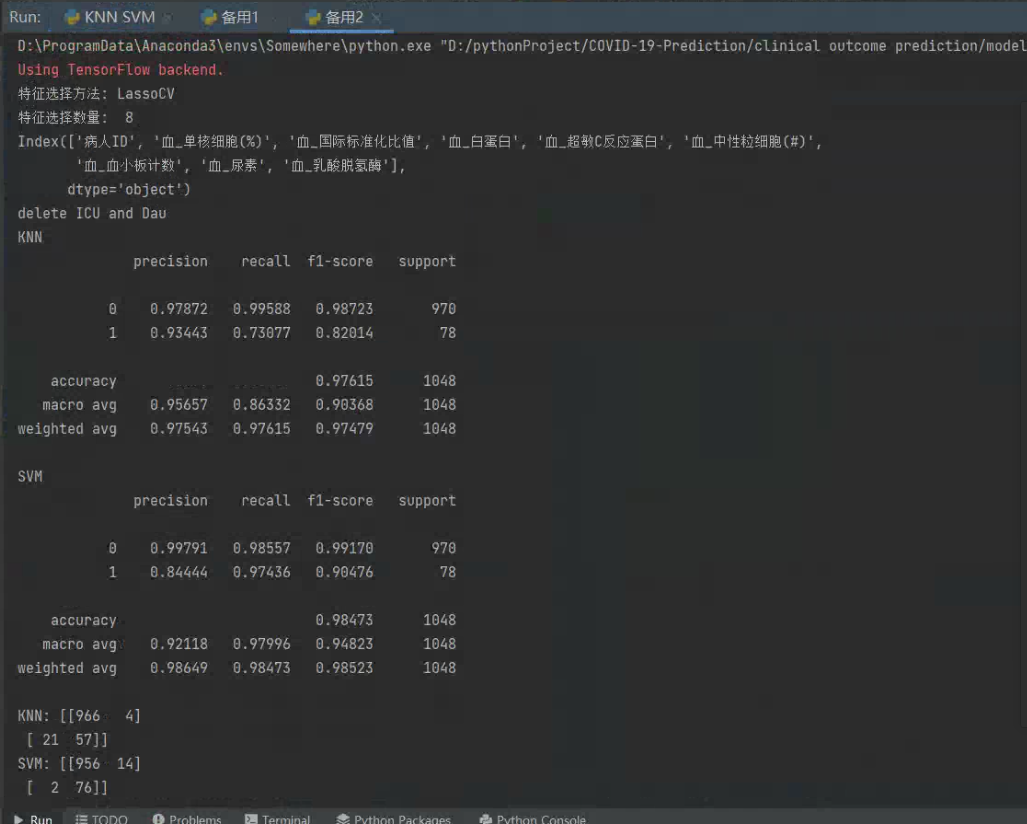 Run: KNN SVM 备用1 备用2
D:\ProgramData\Anaconda3\envs\Somewhere\python.exe "D:/pythonProject/COVID-19-Prediction/clinical outcome prediction/model
Using TensorFlow backend.
特征选择方法: LassoCV
特征选择数量: 8
Index(['病人ID', '血_单核细胞(%)', '血_国际标准化比值', '血_白蛋白', '血_超敏C反应蛋白', '血_中性粒细胞(#)',
'血_血小板计数', '血_尿素', '血_乳酸脱氢酶'],
dtype='object')
delete ICU and Dau
KNN
precision recall f1-score support
0 0.97872 0.99588 0.98723 970
1 0.93443 0.73077 0.82014 78
accuracy 0.97615 1048
macro avg 0.95657 0.86332 0.90368 1048
weighted avg 0.97543 0.97615 0.97479 1048
SVM
precision recall f1-score support
0 0.99791 0.98557 0.99170 970
1 0.84444 0.97436 0.90476 78
accuracy 0.98473 1048
macro avg 0.92118 0.97996 0.94823 1048
weighted avg 0.98649 0.98473 0.98523 1048
KNN: [[966 4]
[ 21 57]]
SVM: [[956 14]
[ 2 76]]
Run TODO Problems Terminal Python Packages Python Console